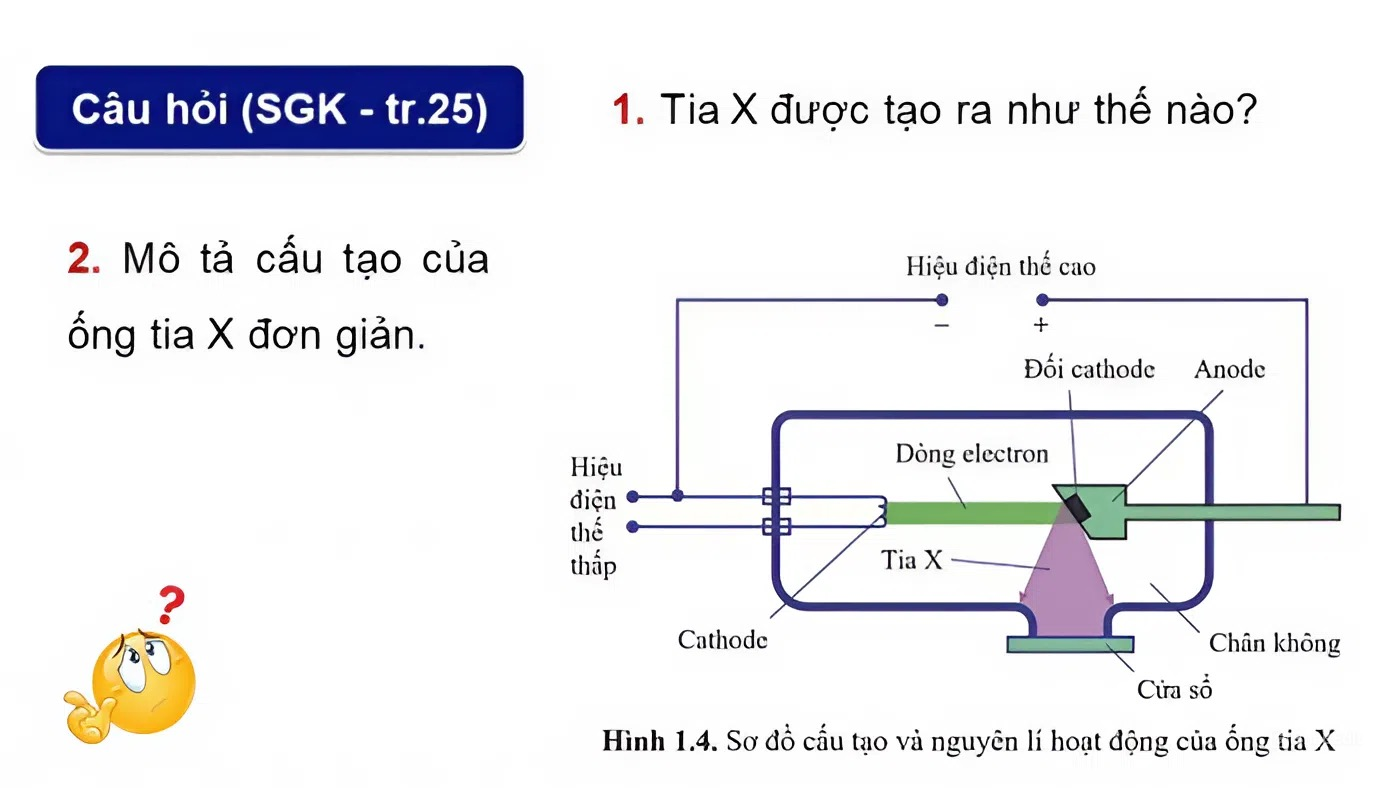 Câu hỏi (SGK - tr.25)
1. Tia X được tạo ra như thế nào?
2. Mô tả cấu tạo của
ống tia X đơn giản.
Hiệu điện thế cao
– +
Đối cathode Anode
Dòng electron
Hiệu
điện
thế
thấp
Tia X
Cathode
Chân không
Cửa sổ
?
Hình 1.4. Sơ đồ cấu tạo và nguyên lí hoạt động của ống tia X